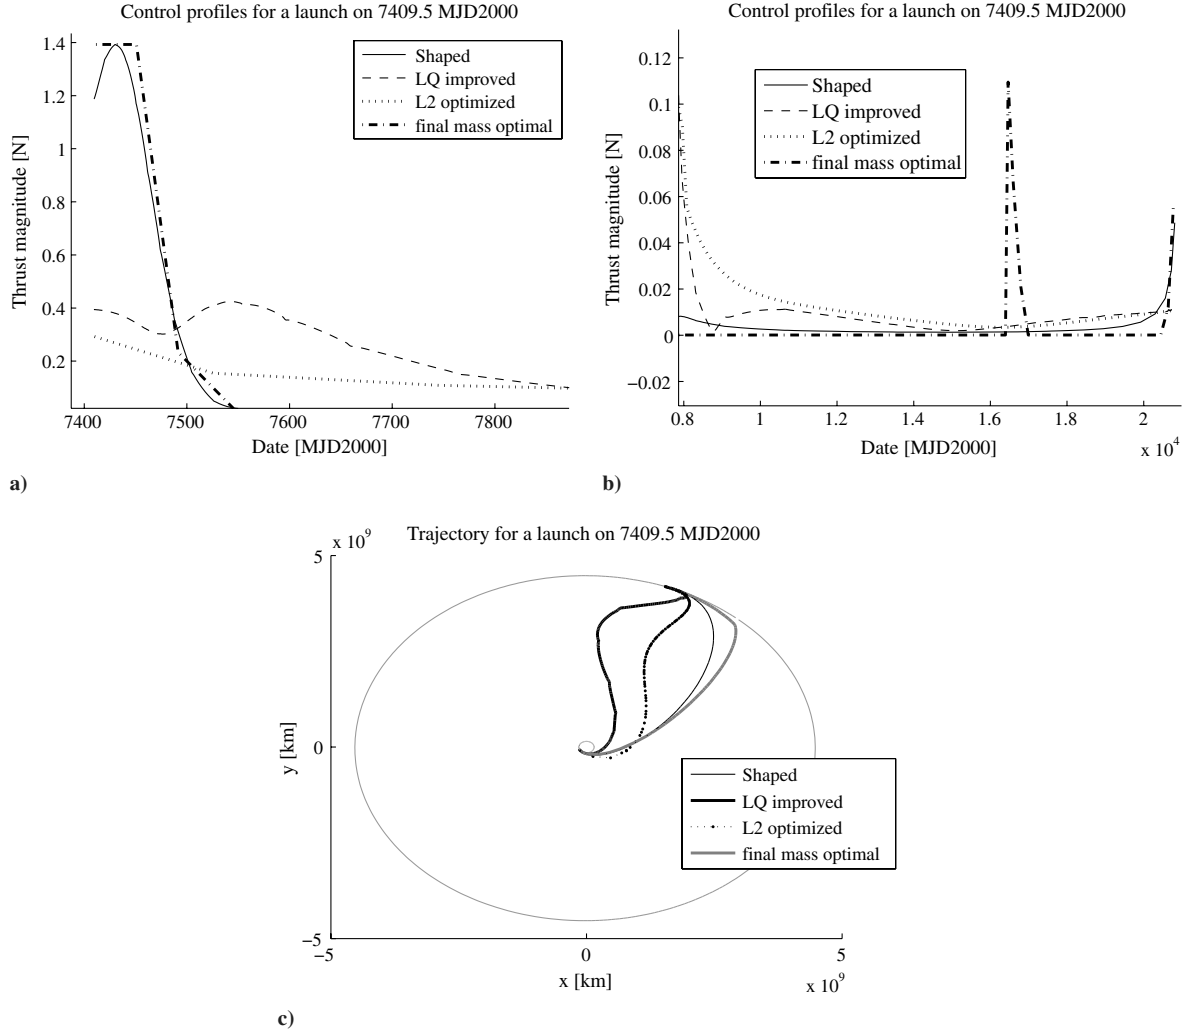 Control profiles for a launch on 7409.5 MJD2000
1.4
1.2
1
0.8
0.6
0.4
0.2
Thrust magnitude [N]
Shaped
LQ improved
L2 optimized
final mass optimal
7400
7500
7600
7700
7800
Date [MJD2000]
a)
Control profiles for a launch on 7409.5 MJD2000
0.12
0.1
0.08
0.06
0.04
0.02
0
−0.02
Thrust magnitude [N]
Shaped
LQ improved
L2 optimized
final mass optimal
0.8
1
1.2
1.4
1.6
1.8
2
x 10^4
Date [MJD2000]
b)
Trajectory for a launch on 7409.5 MJD2000
x 10^9
5
0
−5
y [km]
Shaped
LQ improved
L2 optimized
final mass optimal
−5
0
5
x [km]
x 10^9
c)